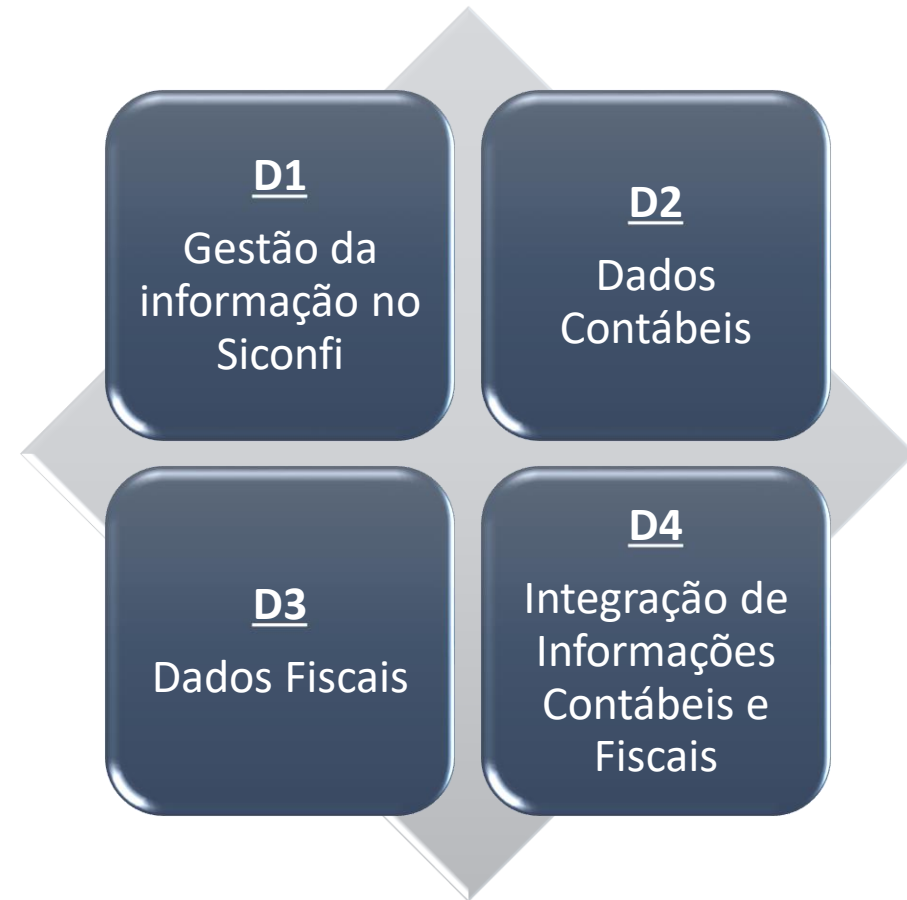 D1
Gestão da
informação no
Siconfi
D2
Dados
Contábeis
D3
Dados Fiscais
D4
Integração de
Informações
Contábeis e
Fiscais